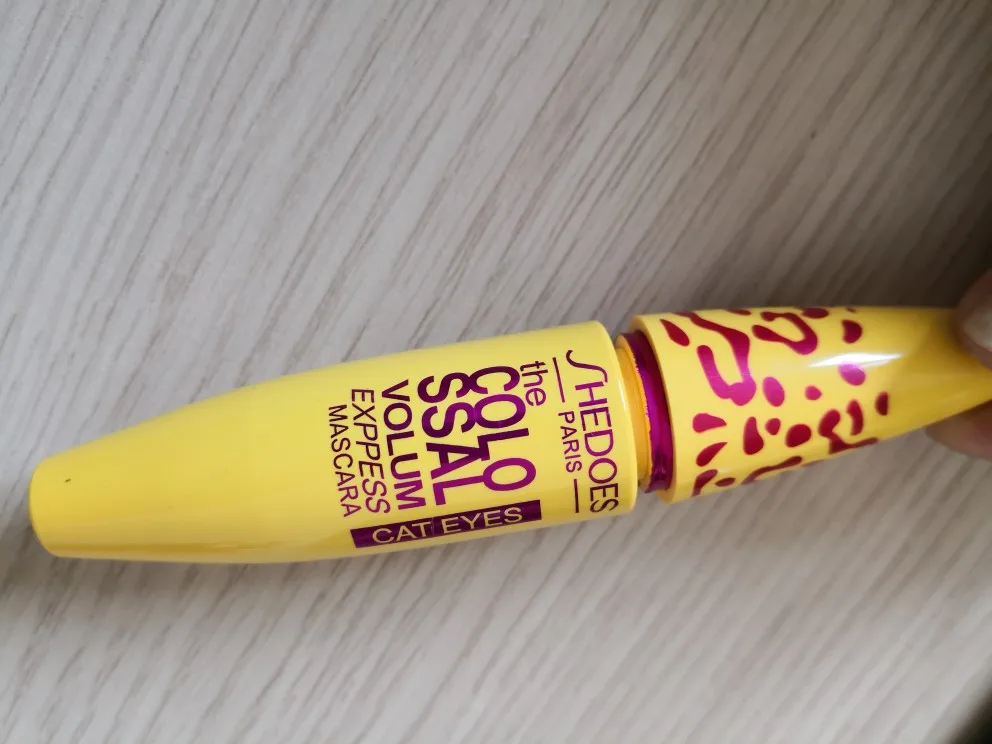 SHEDOES
PARIS
the
COLO
SSAL
VOLUM
EXPPESS
MASCARA
CAT EYES